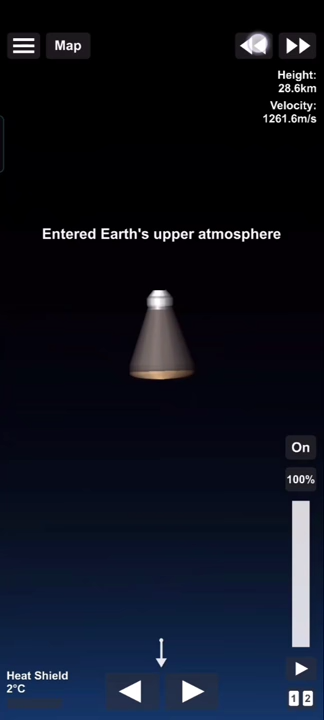 Map
Height:
28.6km
Velocity:
1261.6m/s
Entered Earth's upper atmosphere
On
100%
Heat Shield
2°C
1 2